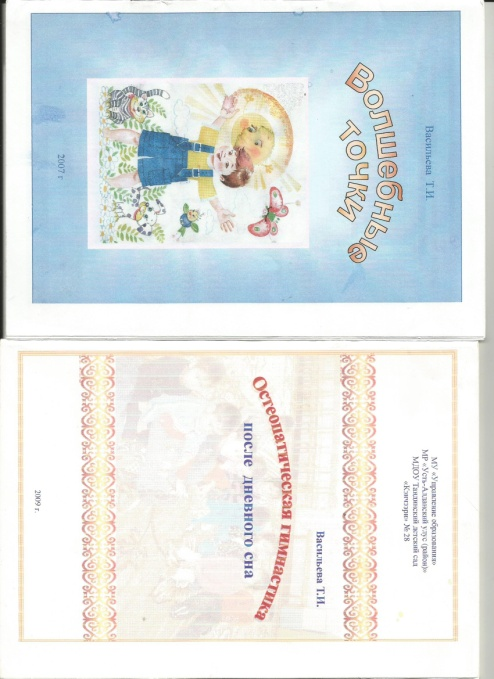 Васильева Т.И.
Волшебные
точки
2007 г
МУ «Управление образования»
МР «Усть-Алданский улус (район)»
МДОУ Тандинский детский сад
«Кэнчээри» № 28
Васильева Т.И.
Остеопатическая гимнастика
после дневного сна
2009 г.